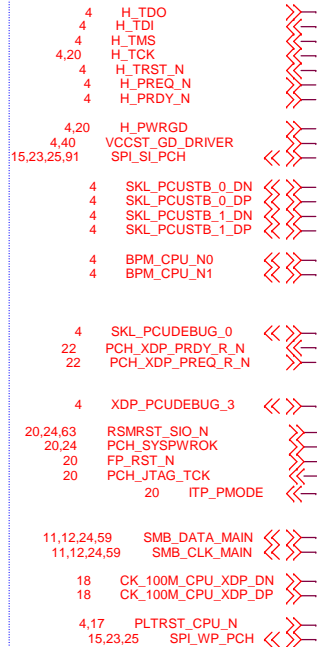 4 H_TDO
4 H_TDI
4 H_TMS
4,20 H_TCK
4 H_TRST_N
4 H_PREQ_N
4 H_PRDY_N
4,20 H_PWRGD
4,40 VCCST_GD_DRIVER
15,23,25,91 SPI_SI_PCH
4 SKL_PCUSTB_0_DN
4 SKL_PCUSTB_0_DP
4 SKL_PCUSTB_1_DN
4 SKL_PCUSTB_1_DP
4 BPM_CPU_N0
4 BPM_CPU_N1
4 SKL_PCUDEBUG_0
22 PCH_XDP_PRDY_R_N
22 PCH_XDP_PREQ_R_N
4 XDP_PCUDEBUG_3
20,24,63 RSMRST_SIO_N
20,24 PCH_SYSPWROK
20 FP_RST_N
20 PCH_JTAG_TCK
20 ITP_PMODE
11,12,24,59 SMB_DATA_MAIN
11,12,24,59 SMB_CLK_MAIN
18 CK_100M_CPU_XDP_DN
18 CK_100M_CPU_XDP_DP
4,17 PLTRST_CPU_N
15,23,25 SPI_WP_PCH